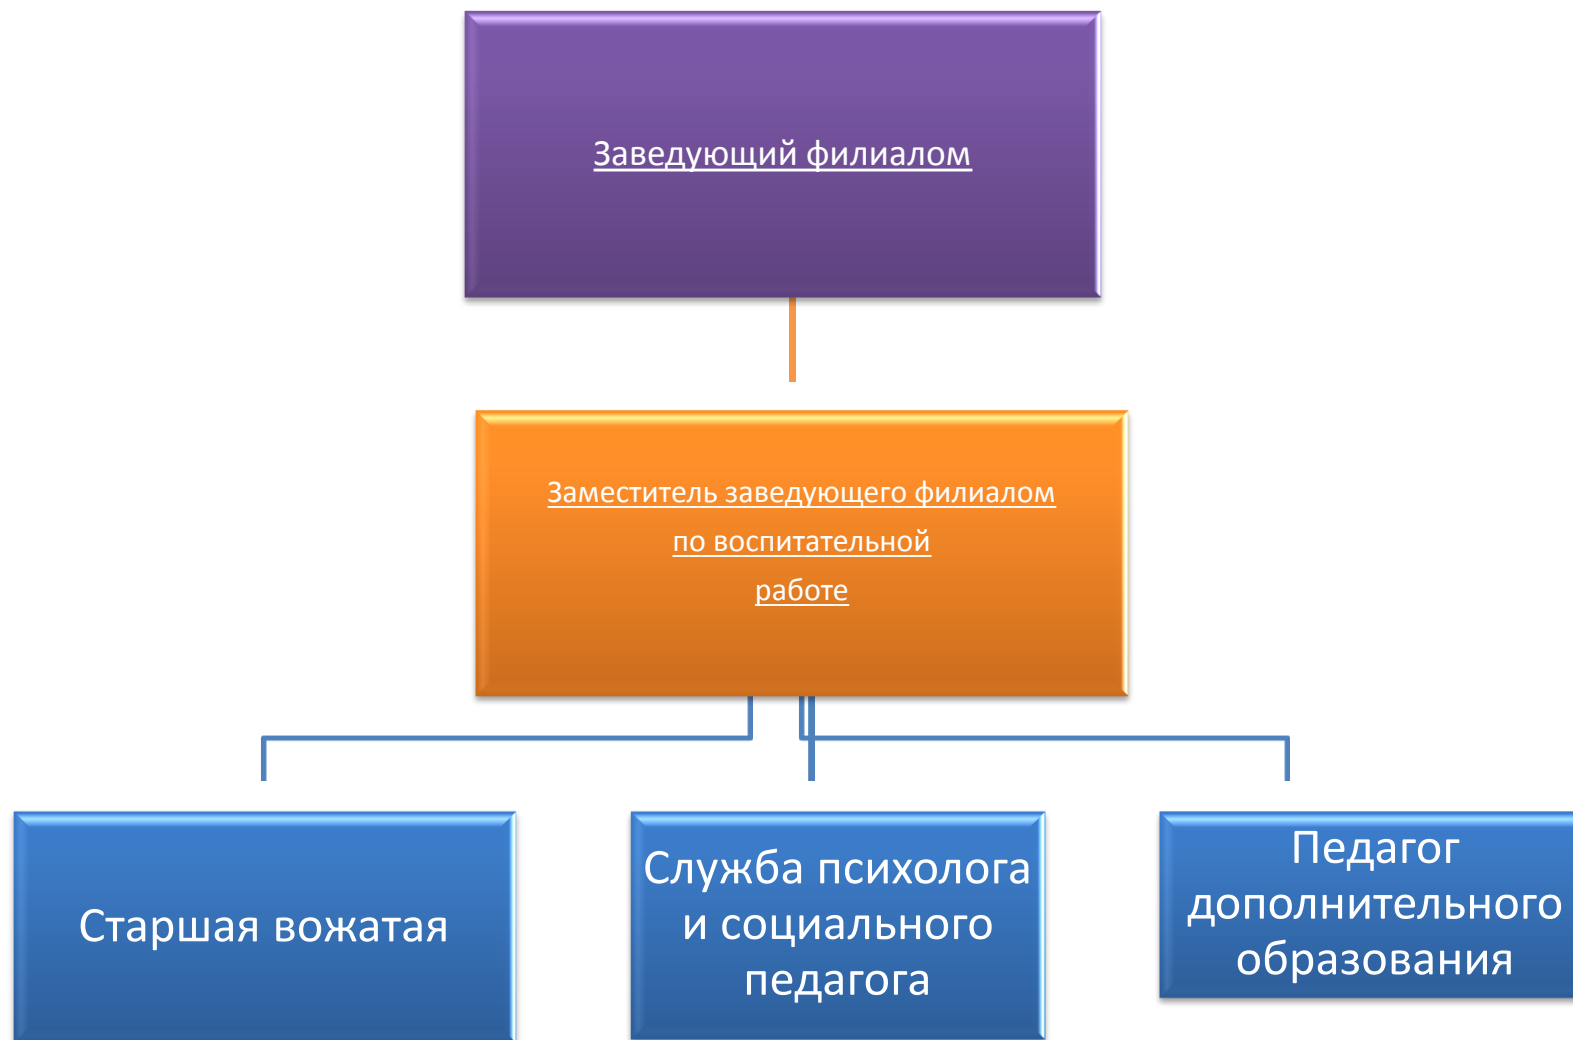 Заведующий филиалом
Заместитель заведующего филиалом
по воспитательной
работе
Старшая вожатая
Служба психолога
и социального
педагога
Педагог
дополнительного
образования